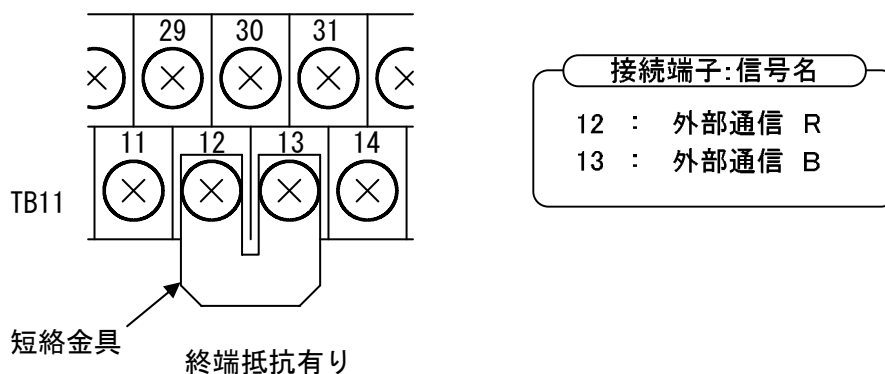 29 30 31
11 12 13 14
TB11
短絡金具
終端抵抗有り
接続端子:信号名
12 : 外部通信 R
13 : 外部通信 B